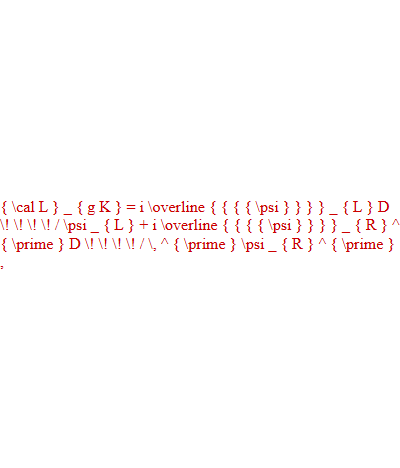 { \cal L } _ { g K } = i \overline { { { { \psi } } } } _ { L } D
\! \! \! \! / \psi _ { L } + i \overline { { { { \psi } } } } _ { R } ^
{ \prime } D \! \! \! \! / \, ^ { \prime } \psi _ { R } ^ { \prime }
,